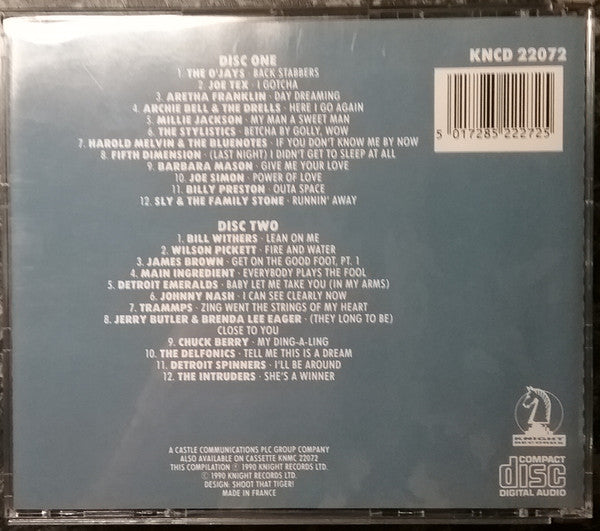 DISC ONE
1. THE O'JAYS · BACK STABBERS
2. JOE TEX · I GOTCHA
3. ARETHA FRANKLIN · DAY DREAMING
4. ARCHIE BELL & THE DRELLS · HERE I GO AGAIN
5. MILLIE JACKSON · MY MAN A SWEET MAN
6. THE STYLISTICS · BETCHA BY GOLLY, WOW
7. HAROLD MELVIN & THE BLUENOTES · IF YOU DON'T KNOW ME BY NOW
8. FIFTH DIMENSION · (LAST NIGHT) I DIDN'T GET TO SLEEP AT ALL
9. BARBARA MASON · GIVE ME YOUR LOVE
10. JOE SIMON · POWER OF LOVE
11. BILLY PRESTON · OUTA SPACE
12. SLY & THE FAMILY STONE · RUNNIN' AWAY
KNCD 22072
5 017285 222725
DISC TWO
1. BILL WITHERS · LEAN ON ME
2. WILSON PICKETT · FIRE AND WATER
3. JAMES BROWN · GET ON THE GOOD FOOT, PT. 1
4. MAIN INGREDIENT · EVERYBODY PLAYS THE FOOL
5. DETROIT EMERALDS · BABY LET ME TAKE YOU (IN MY ARMS)
6. JOHNNY NASH · I CAN SEE CLEARLY NOW
7. TRAMMPS · ZING WENT THE STRINGS OF MY HEART
8. JERRY BUTLER & BRENDA LEE EAGER · (THEY LONG TO BE)
CLOSE TO YOU
9. CHUCK BERRY · MY DING-A-LING
10. THE DELFONICS · TELL ME THIS IS A DREAM
11. DETROIT SPINNERS · I'LL BE AROUND
12. THE INTRUDERS · SHE'S A WINNER
A CASTLE COMMUNICATIONS PLC GROUP COMPANY
ALSO AVAILABLE ON CASSETTE KNMC 22072
THIS COMPILATION ℗ 1990 KNIGHT RECORDS LTD.
© 1990 KNIGHT RECORDS LTD.
DESIGN: SHOOT THAT TIGER!
MADE IN FRANCE
KNIGHT
RECORDS
COMPACT
disc
DIGITAL AUDIO